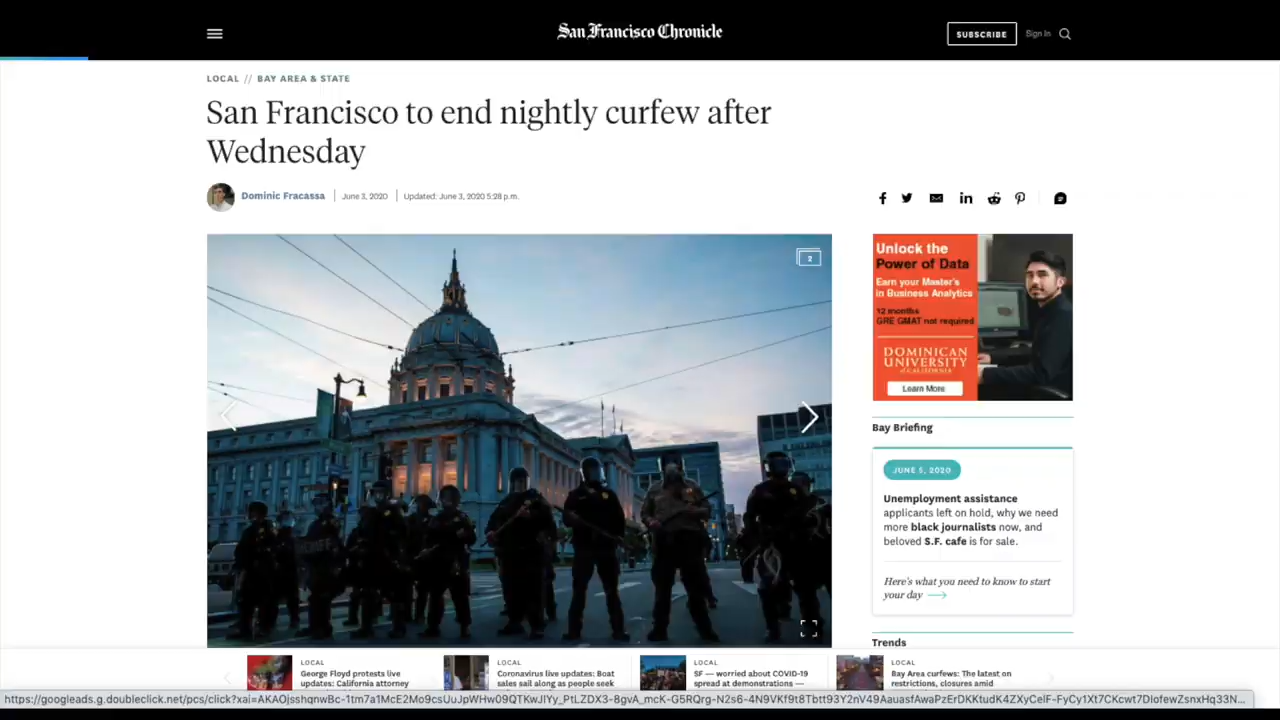 San Francisco Chronicle
SUBSCRIBE
Sign In
LOCAL // BAY AREA & STATE
San Francisco to end nightly curfew after
Wednesday
Dominic Fracassa
June 3, 2020
Updated: June 3, 2020 5:28 p.m.
2
Unlock the
Power of Data
Earn your Master's
in Business Analytics
12 months
GRE GMAT not required
DOMINICAN
UNIVERSITY
of CALIFORNIA
Learn More
Bay Briefing
JUNE 5, 2020
Unemployment assistance
applicants left on hold, why we need
more black journalists now, and
beloved S.F. cafe is for sale.
Here's what you need to know to start
your day
Trends
LOCAL
George Floyd protests live
updates: California attorney
LOCAL
Coronavirus live updates: Boat
sales sail along as people seek
LOCAL
SF — worried about COVID-19
spread at demonstrations —
LOCAL
Bay Area curfews: The latest on
restrictions, closures amid